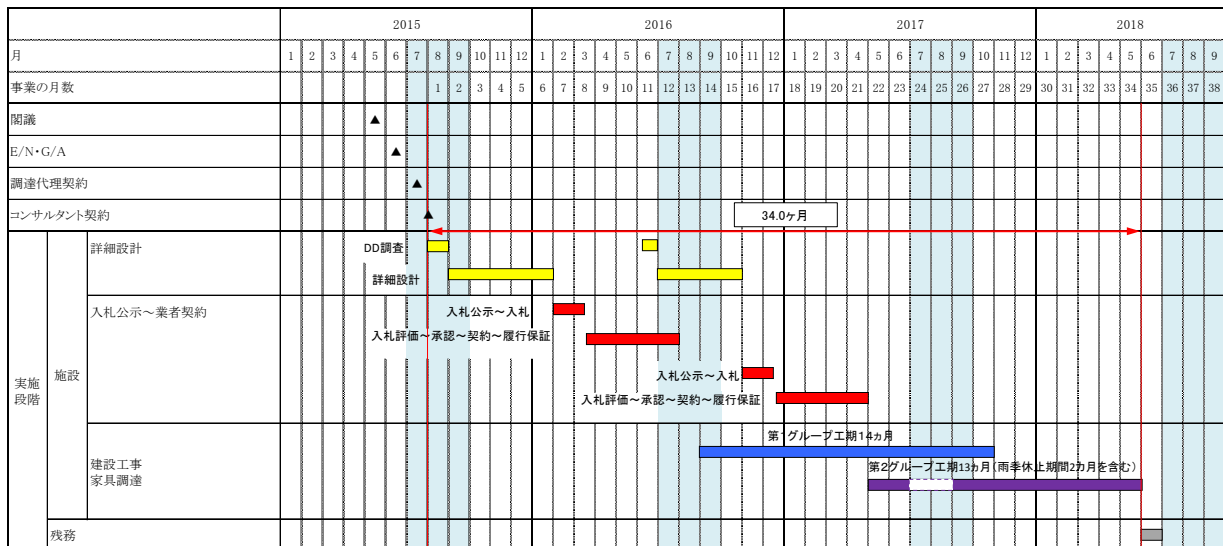 2015 2016 2017 2018
月 1 2 3 4 5 6 7 8 9 10 11 12 1 2 3 4 5 6 7 8 9 10 11 12 1 2 3 4 5 6 7 8 9 10 11 12 1 2 3 4 5 6 7 8 9
事業の月数 1 2 3 4 5 6 7 8 9 10 11 12 13 14 15 16 17 18 19 20 21 22 23 24 25 26 27 28 29 30 31 32 33 34 35 36 37 38
閣議 ▲
E/N・G/A ▲
調達代理契約 ▲
コンサルタント契約 ▲
34.0ヶ月
実施
段階
施設
詳細設計
DD調査
詳細設計
入札公示～業者契約
入札公示～入札
入札評価～承認～契約～履行保証
入札公示～入札
入札評価～承認～契約～履行保証
建設工事
家具調達
第1グループ工期14ヵ月
第2グループ工期13ヵ月(雨季休止期間2カ月を含む)
残務